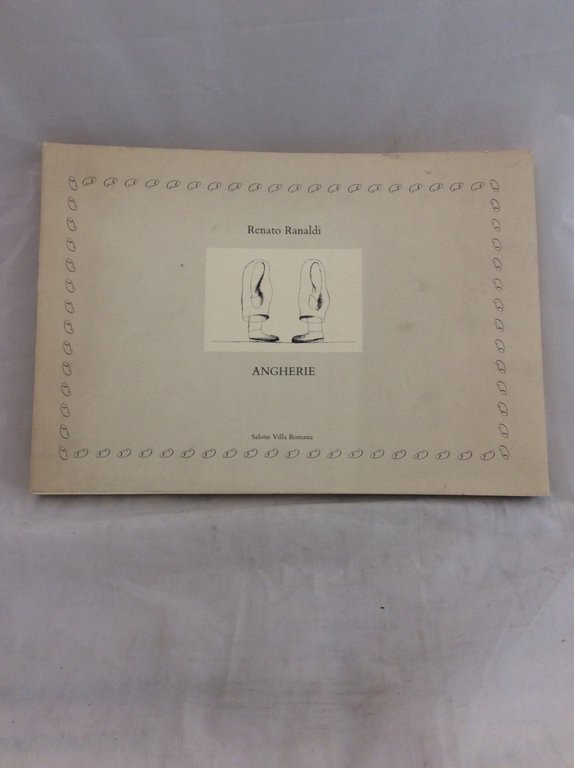 Renato Ranaldi
ANGHERIE
Salone Villa Romana